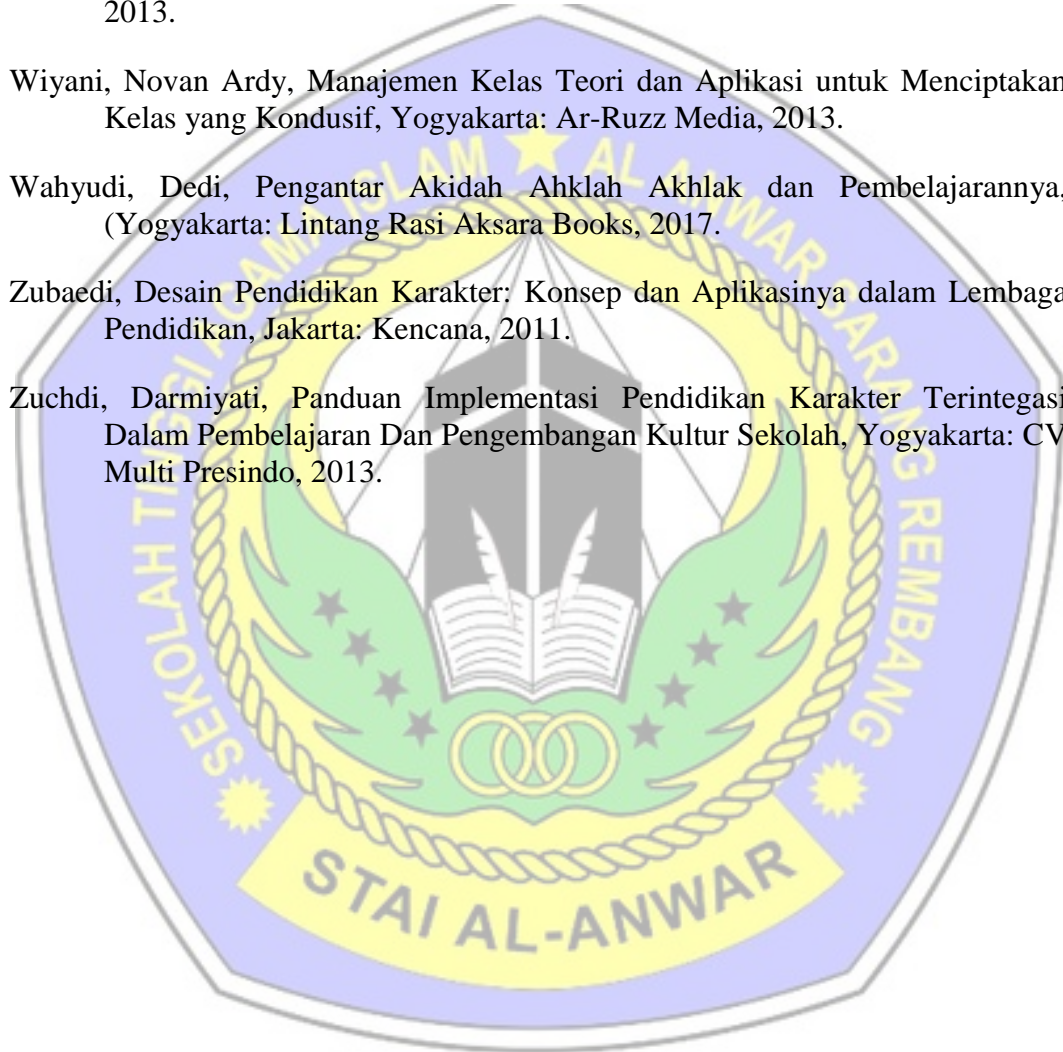 2013.
Wiyani, Novan Ardy, Manajemen Kelas Teori dan Aplikasi untuk Menciptakan
Kelas yang Kondusif, Yogyakarta: Ar-Ruzz Media, 2013.
Wahyudi, Dedi, Pengantar Akidah Ahklah Akhlak dan Pembelajarannya,
(Yogyakarta: Lintang Rasi Aksara Books, 2017.
Zubaedi, Desain Pendidikan Karakter: Konsep dan Aplikasinya dalam Lembaga
Pendidikan, Jakarta: Kencana, 2011.
Zuchdi, Darmiyati, Panduan Implementasi Pendidikan Karakter Terintegasi
Dalam Pembelajaran Dan Pengembangan Kultur Sekolah, Yogyakarta: CV
Multi Presindo, 2013.
SEKOLAH TINGGI AGAMA ISLAM AL ANWAR SARANG REMBANG
STAI AL-ANWAR